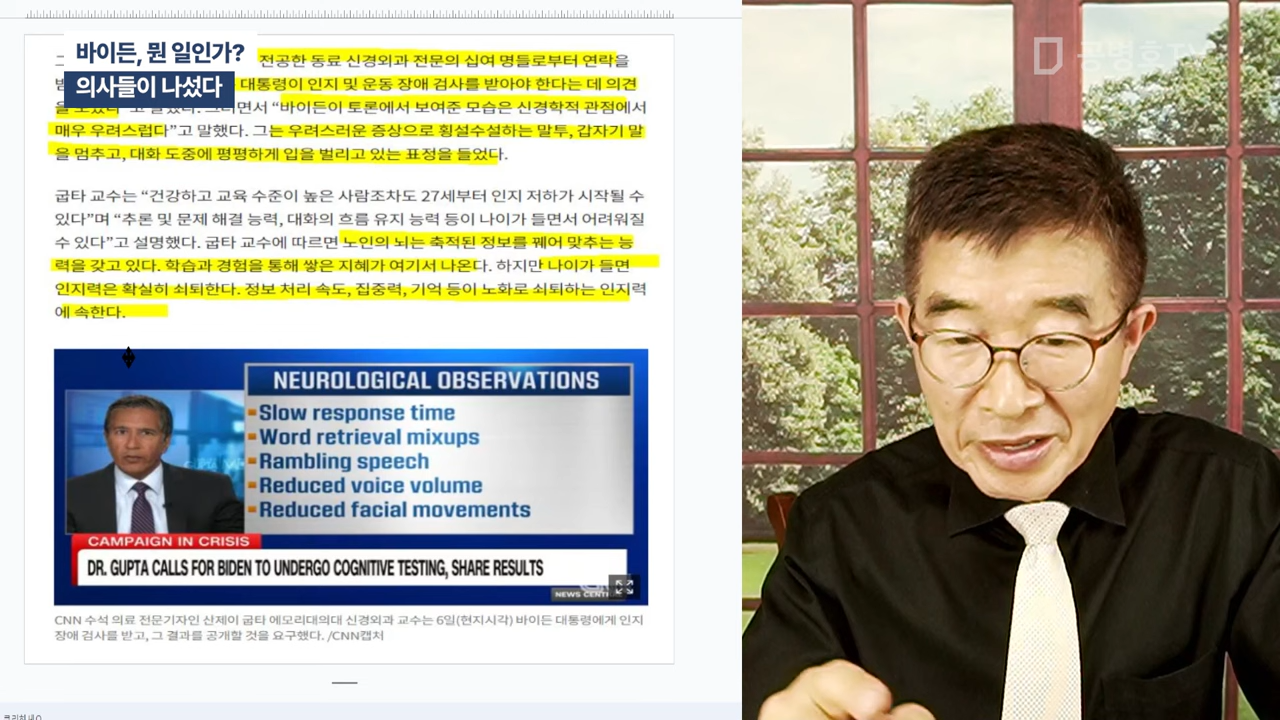 바이든, 뭔 일인가?
의사들이 나섰다
공병호TV
전공한 동료 신경외과 전문의 십여 명들로부터 연락을
대통령이 인지 및 운동 장애 검사를 받아야 한다는 데 의견
고 말했다. 그러면서 “바이든이 토론에서 보여준 모습은 신경학적 관점에서
매우 우려스럽다”고 말했다. 그는 우려스러운 증상으로 횡설수설하는 말투, 갑자기 말
을 멈추고, 대화 도중에 평평하게 입을 벌리고 있는 표정을 들었다.
굽타 교수는 “건강하고 교육 수준이 높은 사람조차도 27세부터 인지 저하가 시작될 수
있다”며 “추론 및 문제 해결 능력, 대화의 흐름 유지 능력 등이 나이가 들면서 어려워질
수 있다”고 설명했다. 굽타 교수에 따르면 노인의 뇌는 축적된 정보를 꿰어 맞추는 능
력을 갖고 있다. 학습과 경험을 통해 쌓은 지혜가 여기서 나온다. 하지만 나이가 들면
인지력은 확실히 쇠퇴한다. 정보 처리 속도, 집중력, 기억 등이 노화로 쇠퇴하는 인지력
에 속한다.
NEUROLOGICAL OBSERVATIONS
Slow response time
Word retrieval mixups
Rambling speech
Reduced voice volume
Reduced facial movements
CAMPAIGN IN CRISIS
DR. GUPTA CALLS FOR BIDEN TO UNDERGO COGNITIVE TESTING, SHARE RESULTS
NEWS CENTR
CNN 수석 의료 전문기자인 산제이 굽타 에모리대의대 신경외과 교수는 6일(현지시각) 바이든 대통령에게 인지
장애 검사를 받고, 그 결과를 공개할 것을 요구했다. /CNN캡처